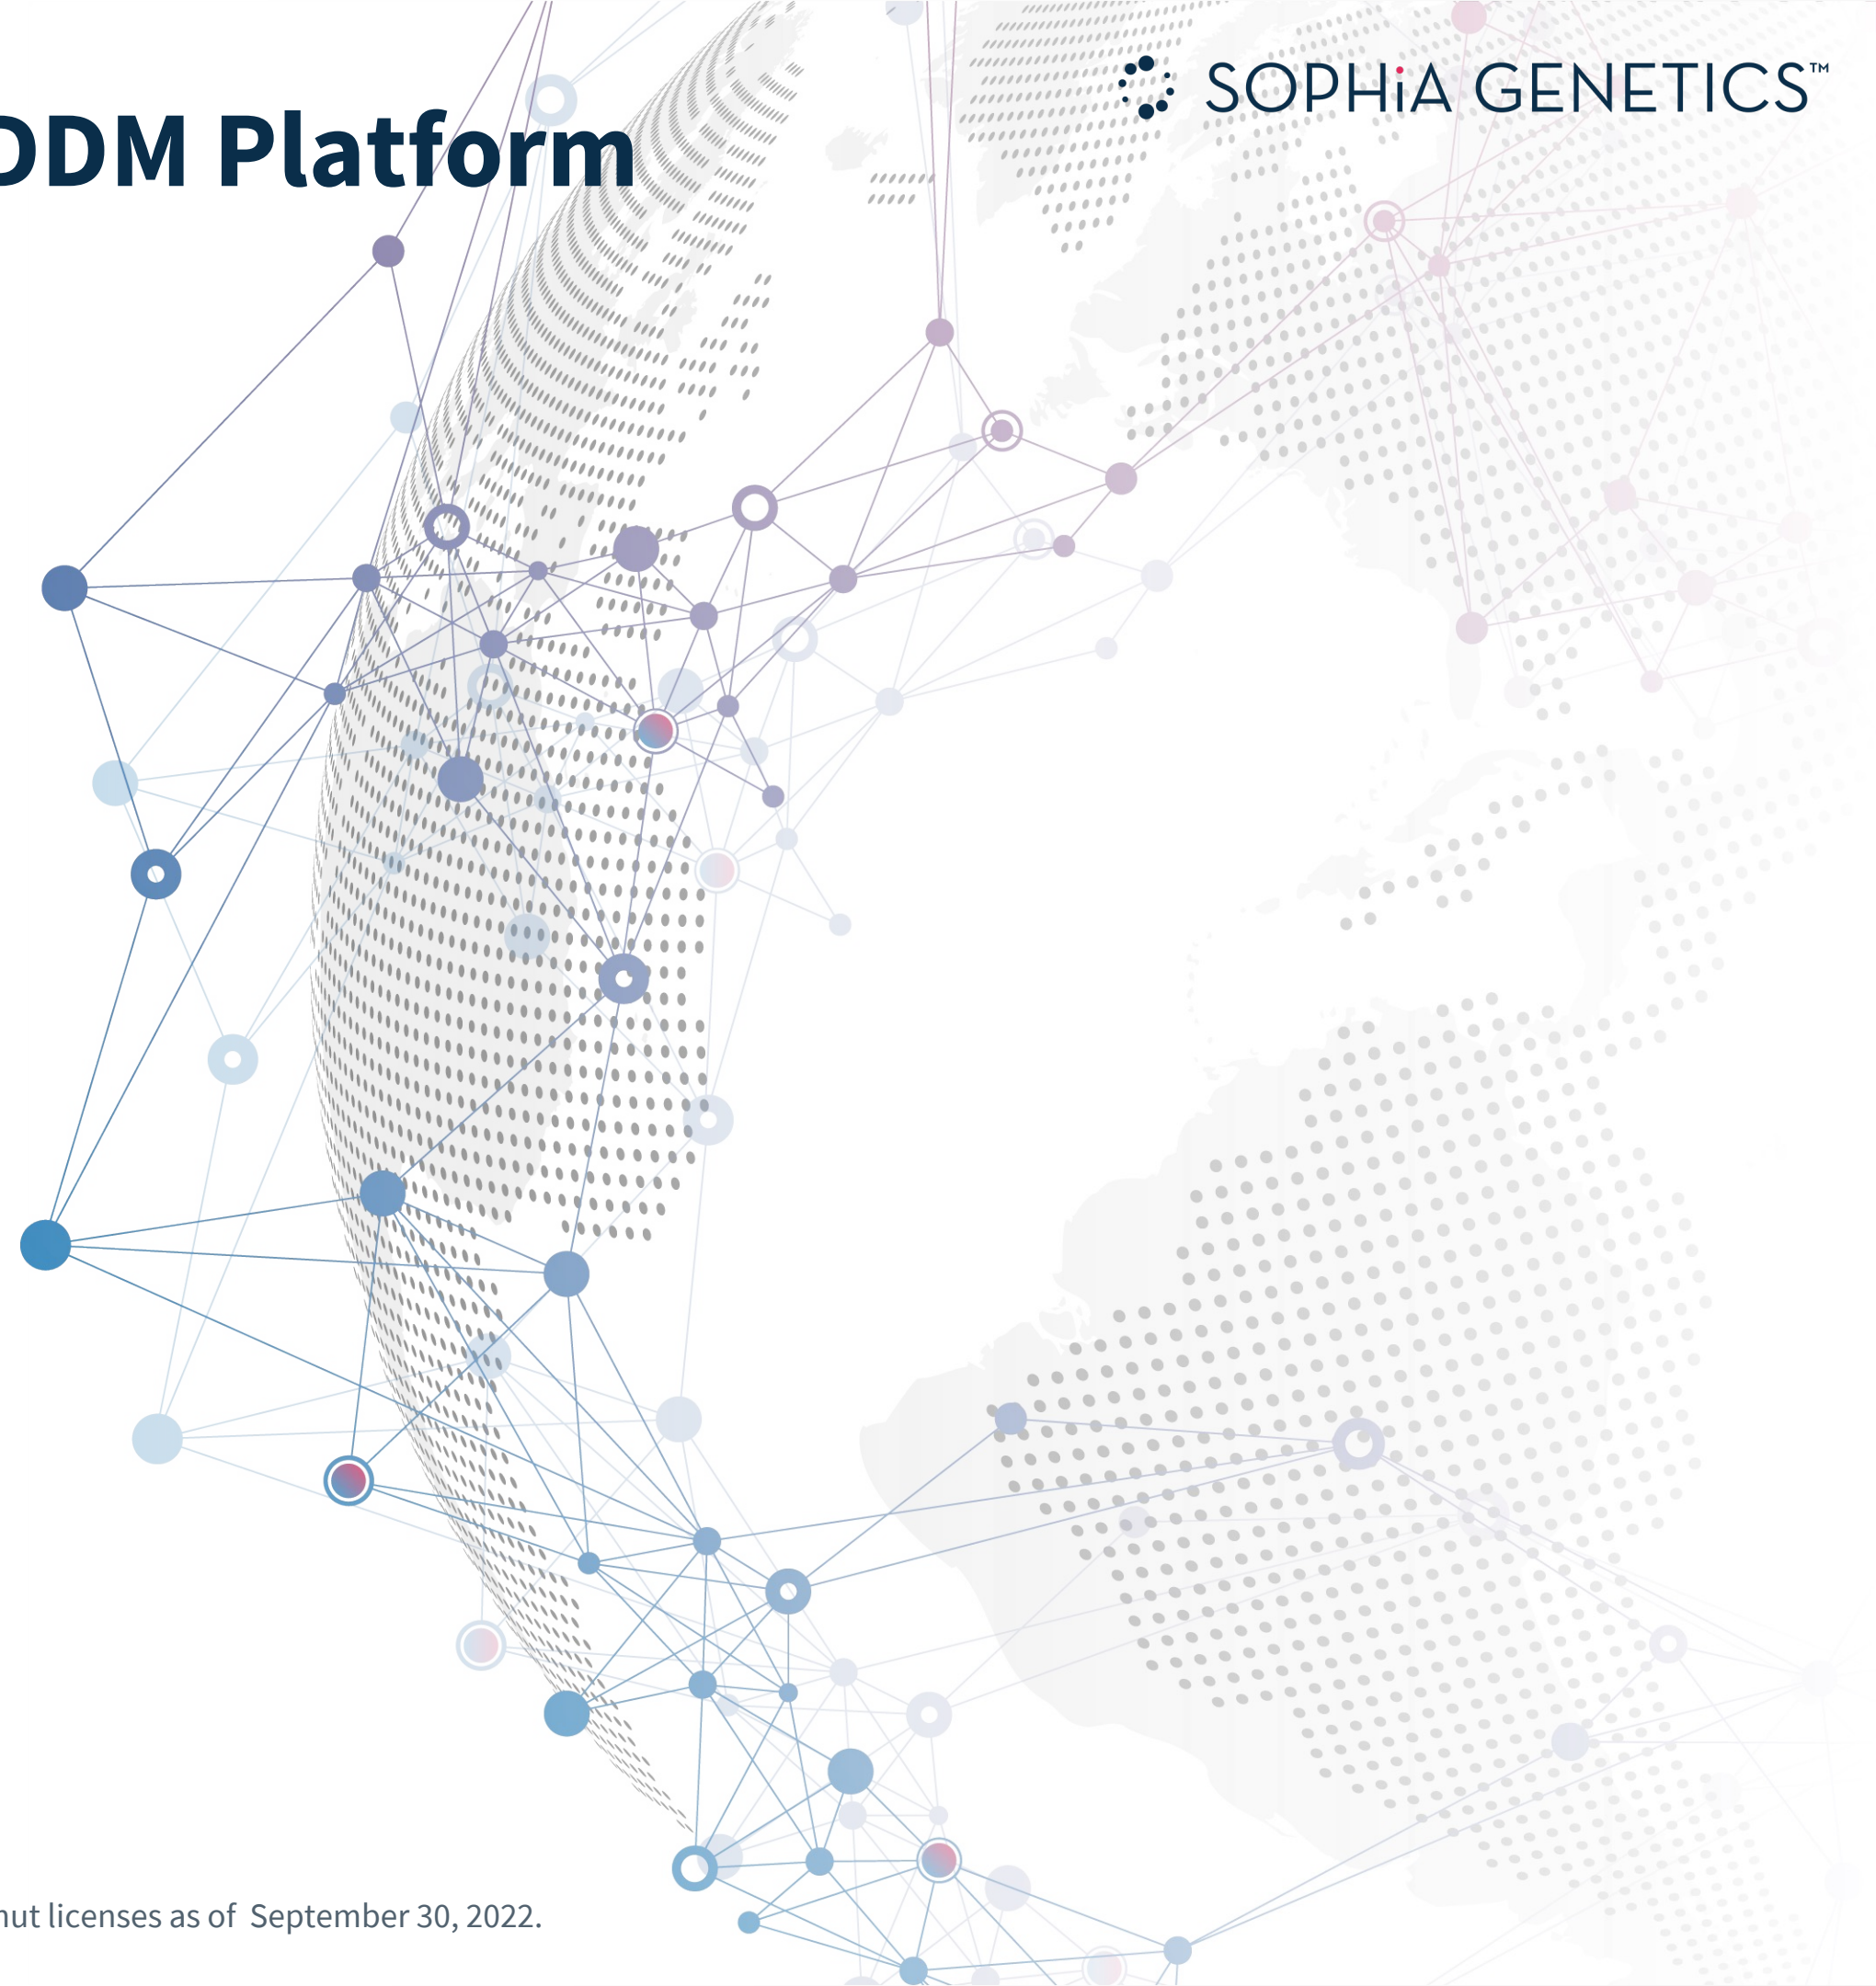 SOPHiA GENETICS™
DDM Platform
licenses as of September 30, 2022.